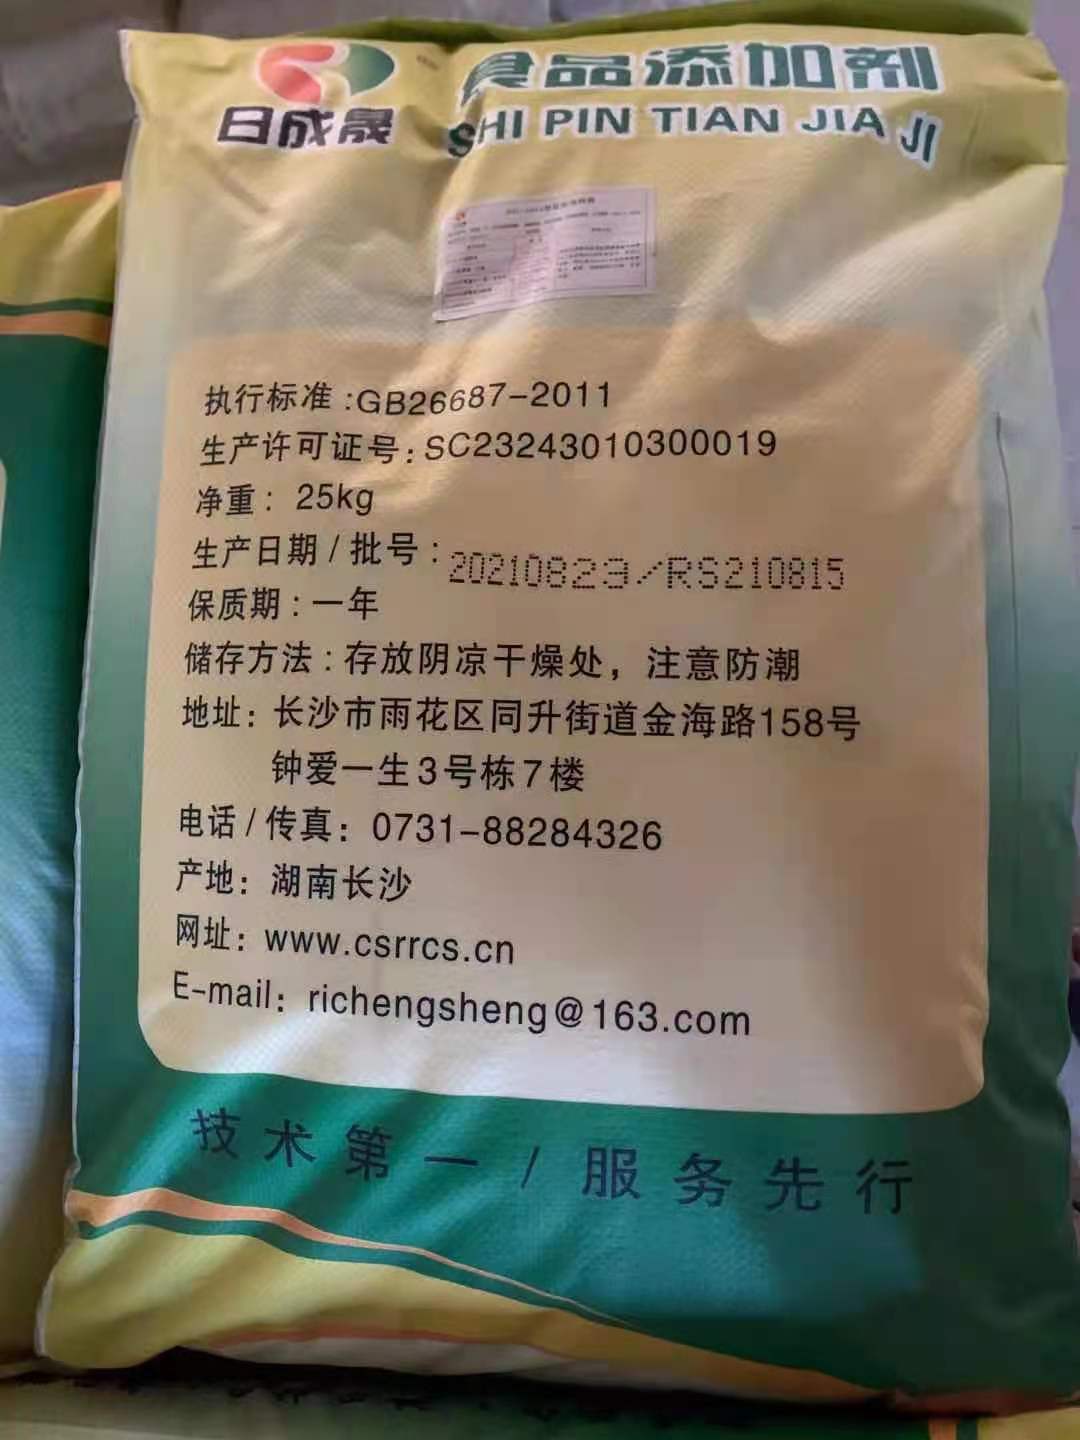 日成晟
食品添加剂
SHI PIN TIAN JIA JI
执行标准:GB26687-2011
生产许可证号:SC23243010300019
净重: 25kg
生产日期/批号: 20210823/RS210815
保质期:一年
储存方法:存放阴凉干燥处，注意防潮
地址: 长沙市雨花区同升街道金海路158号
钟爱一生3号栋7楼
电话/传真: 0731-88284326
产地: 湖南长沙
网址: www.csrrcs.cn
E-mail: richengsheng@163.com
技术第一/服务先行